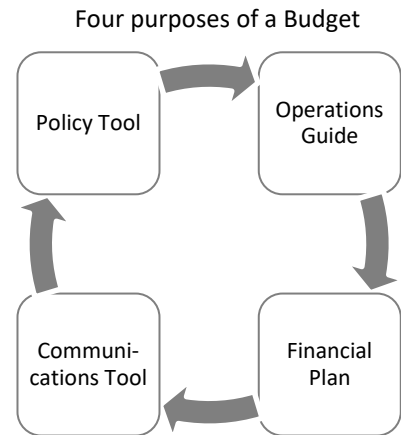 Four purposes of a Budget
Policy Tool
Operations
Guide
Communi-
cations Tool
Financial
Plan